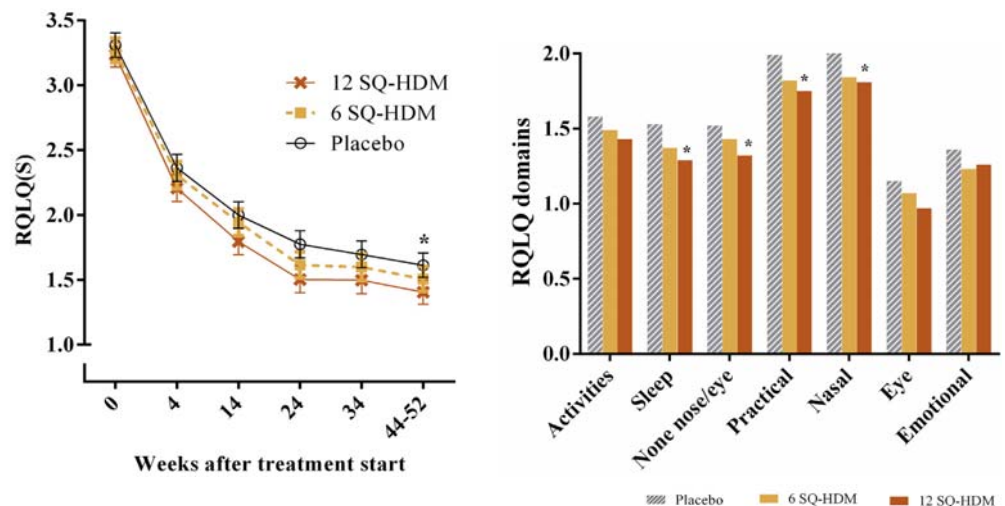 RQLQ(S)
3.5
3.0
2.5
2.0
1.5
1.0
12 SQ-HDM
6 SQ-HDM
Placebo
*
0
4
14
24
34
44-52
Weeks after treatment start
RQLQ domains
2.0
1.5
1.0
0.5
0.0
*
*
*
*
Activities
Sleep
None nose/eye
Practical
Nasal
Eye
Emotional
Placebo
6 SQ-HDM
12 SQ-HDM